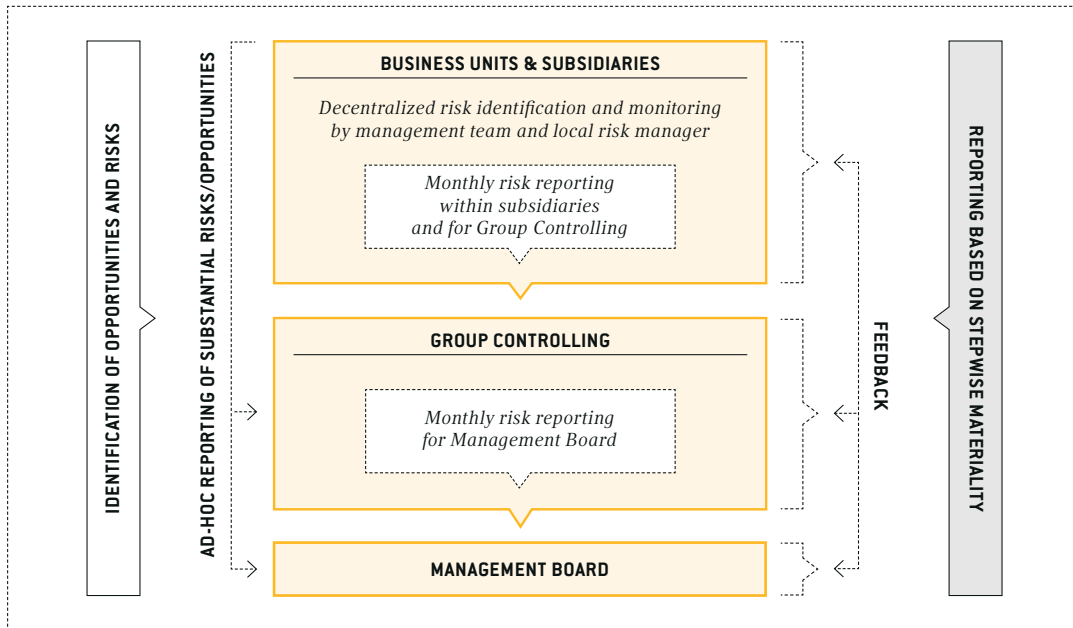 IDENTIFICATION OF OPPORTUNITIES AND RISKS
AD-HOC REPORTING OF SUBSTANTIAL RISKS/OPPORTUNITIES
BUSINESS UNITS & SUBSIDIARIES
Decentralized risk identification and monitoring
by management team and local risk manager
Monthly risk reporting
within subsidiaries
and for Group Controlling
GROUP CONTROLLING
Monthly risk reporting
for Management Board
MANAGEMENT BOARD
FEEDBACK
REPORTING BASED ON STEPWISE MATERIALITY